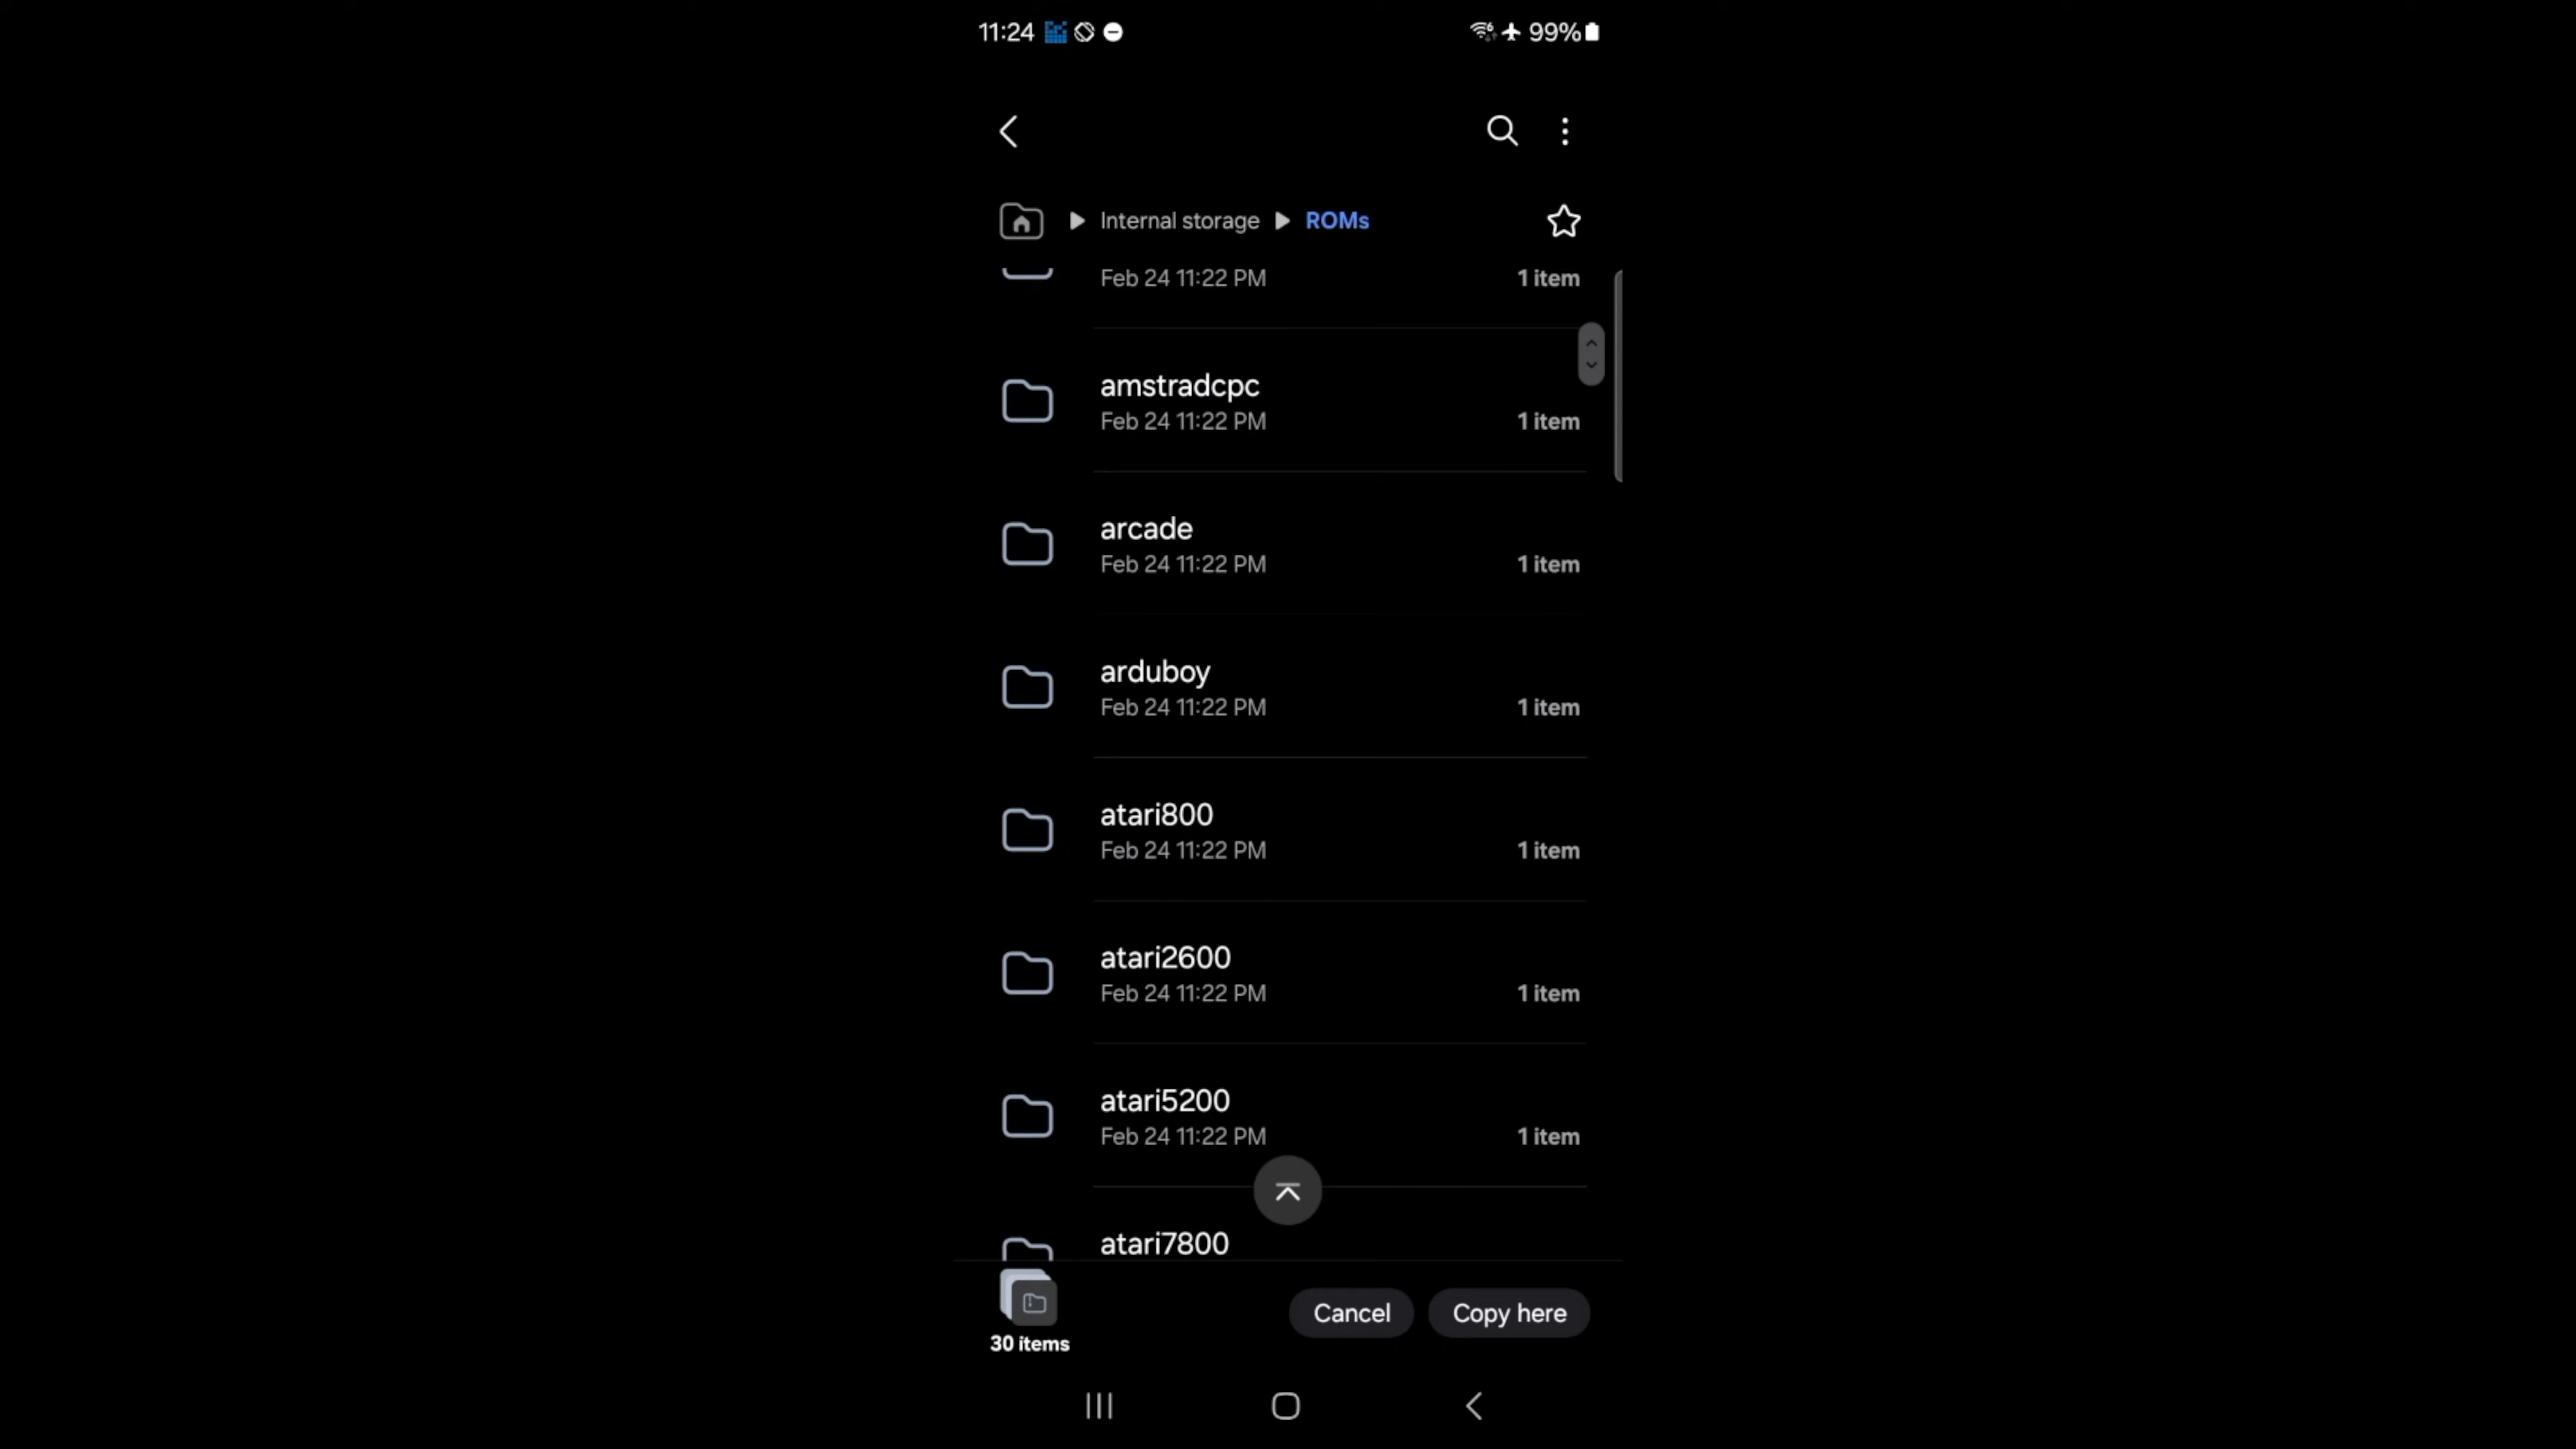 11:24 99%
Internal storage ROMs
Feb 24 11:22 PM 1 item
amstradcpc
Feb 24 11:22 PM 1 item
arcade
Feb 24 11:22 PM 1 item
arduboy
Feb 24 11:22 PM 1 item
atari800
Feb 24 11:22 PM 1 item
atari2600
Feb 24 11:22 PM 1 item
atari5200
Feb 24 11:22 PM 1 item
atari7800
Cancel Copy here
30 items